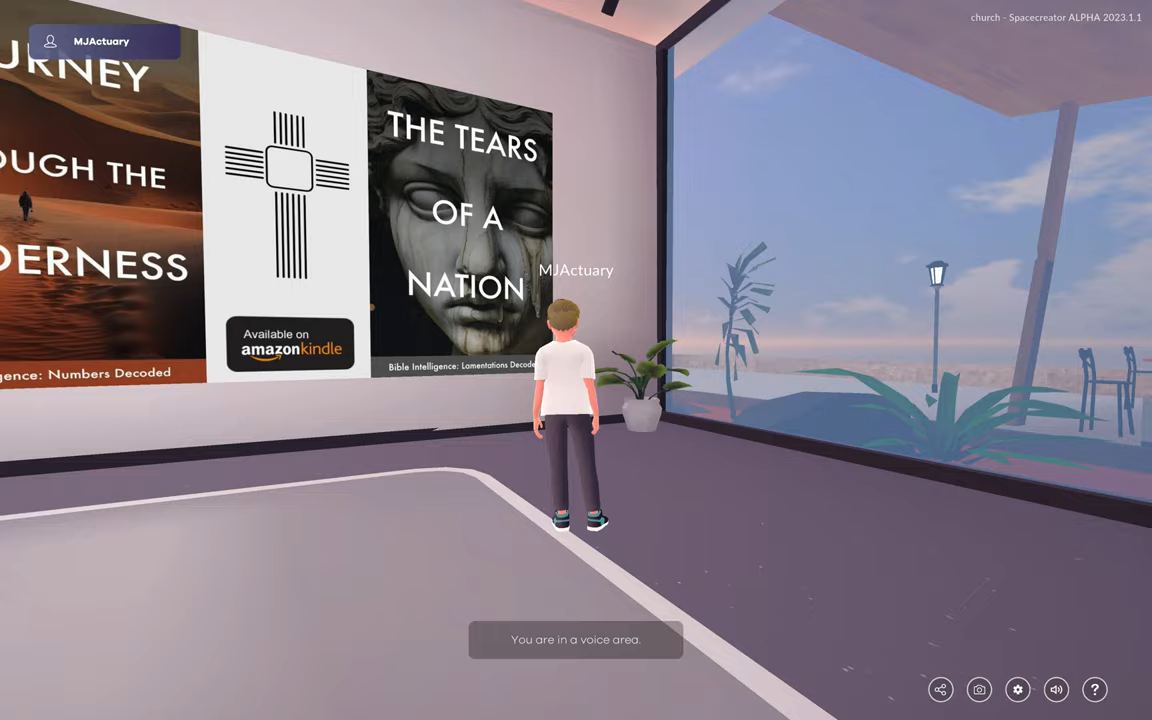 church - Spacecreator ALPHA 2023.1.1
MJActuary
URNEY
OUGH THE
DERNESS
gence: Numbers Decoded
Available on
amazonkindle
THE TEARS
OF A
NATION
Bible Intelligence: Lamentations Decode
MJActuary
You are in a voice area.
?